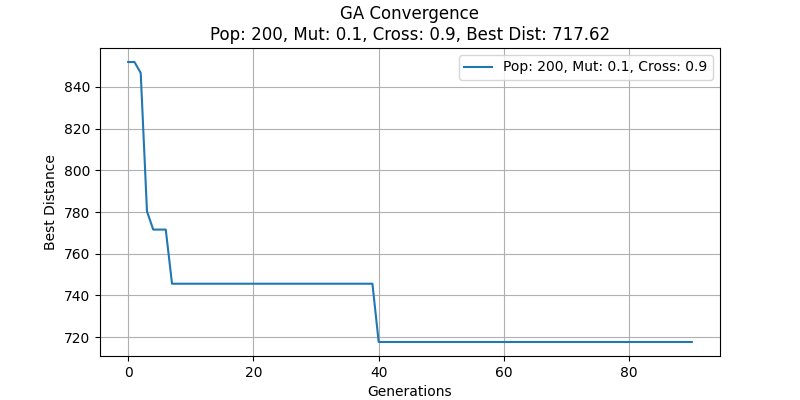 GA Convergence
Pop: 200, Mut: 0.1, Cross: 0.9, Best Dist: 717.62
Pop: 200, Mut: 0.1, Cross: 0.9
Best Distance
840
820
800
780
760
740
720
0 20 40 60 80
Generations